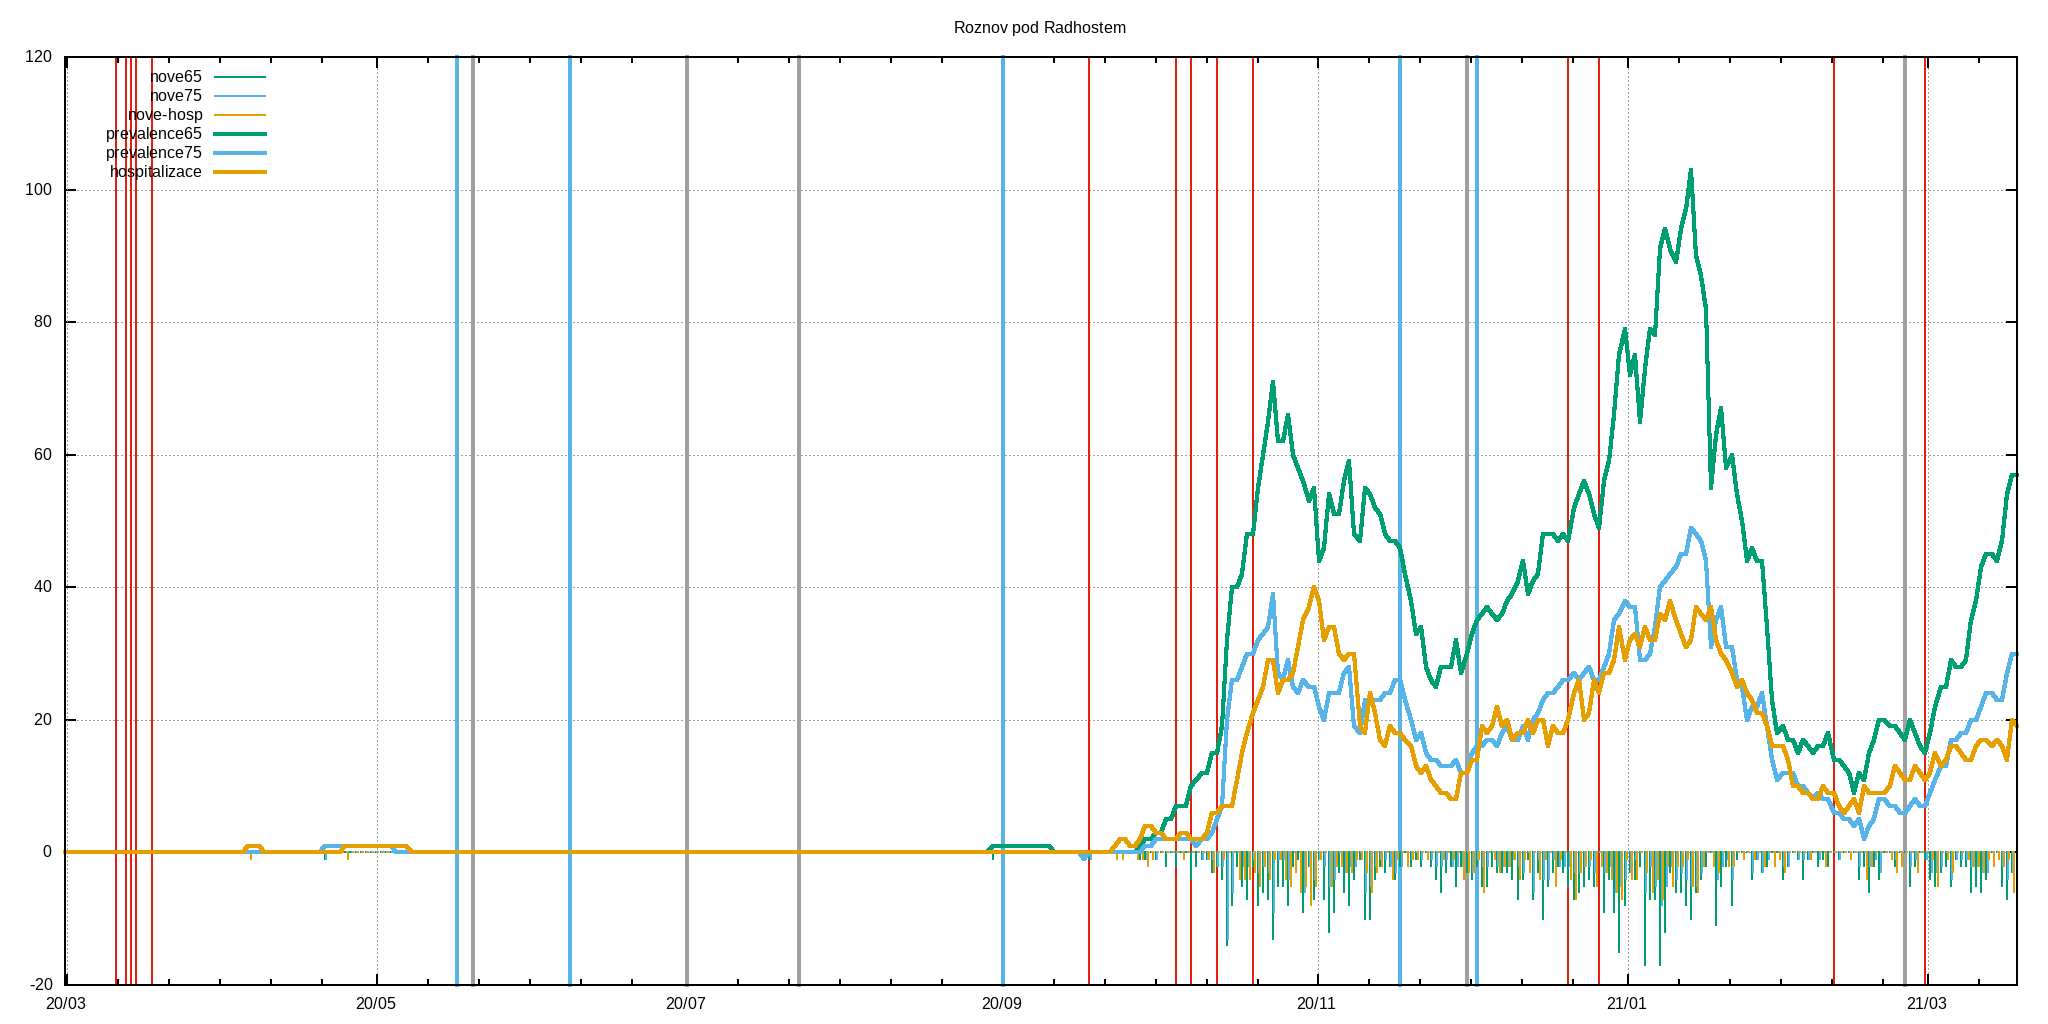 Roznov pod Radhostem
120
100
80
60
40
20
0
-20
nove65
nove75
nove-hosp
prevalence65
prevalence75
hospitalizace
20/03 20/05 20/07 20/09 20/11 21/01 21/03